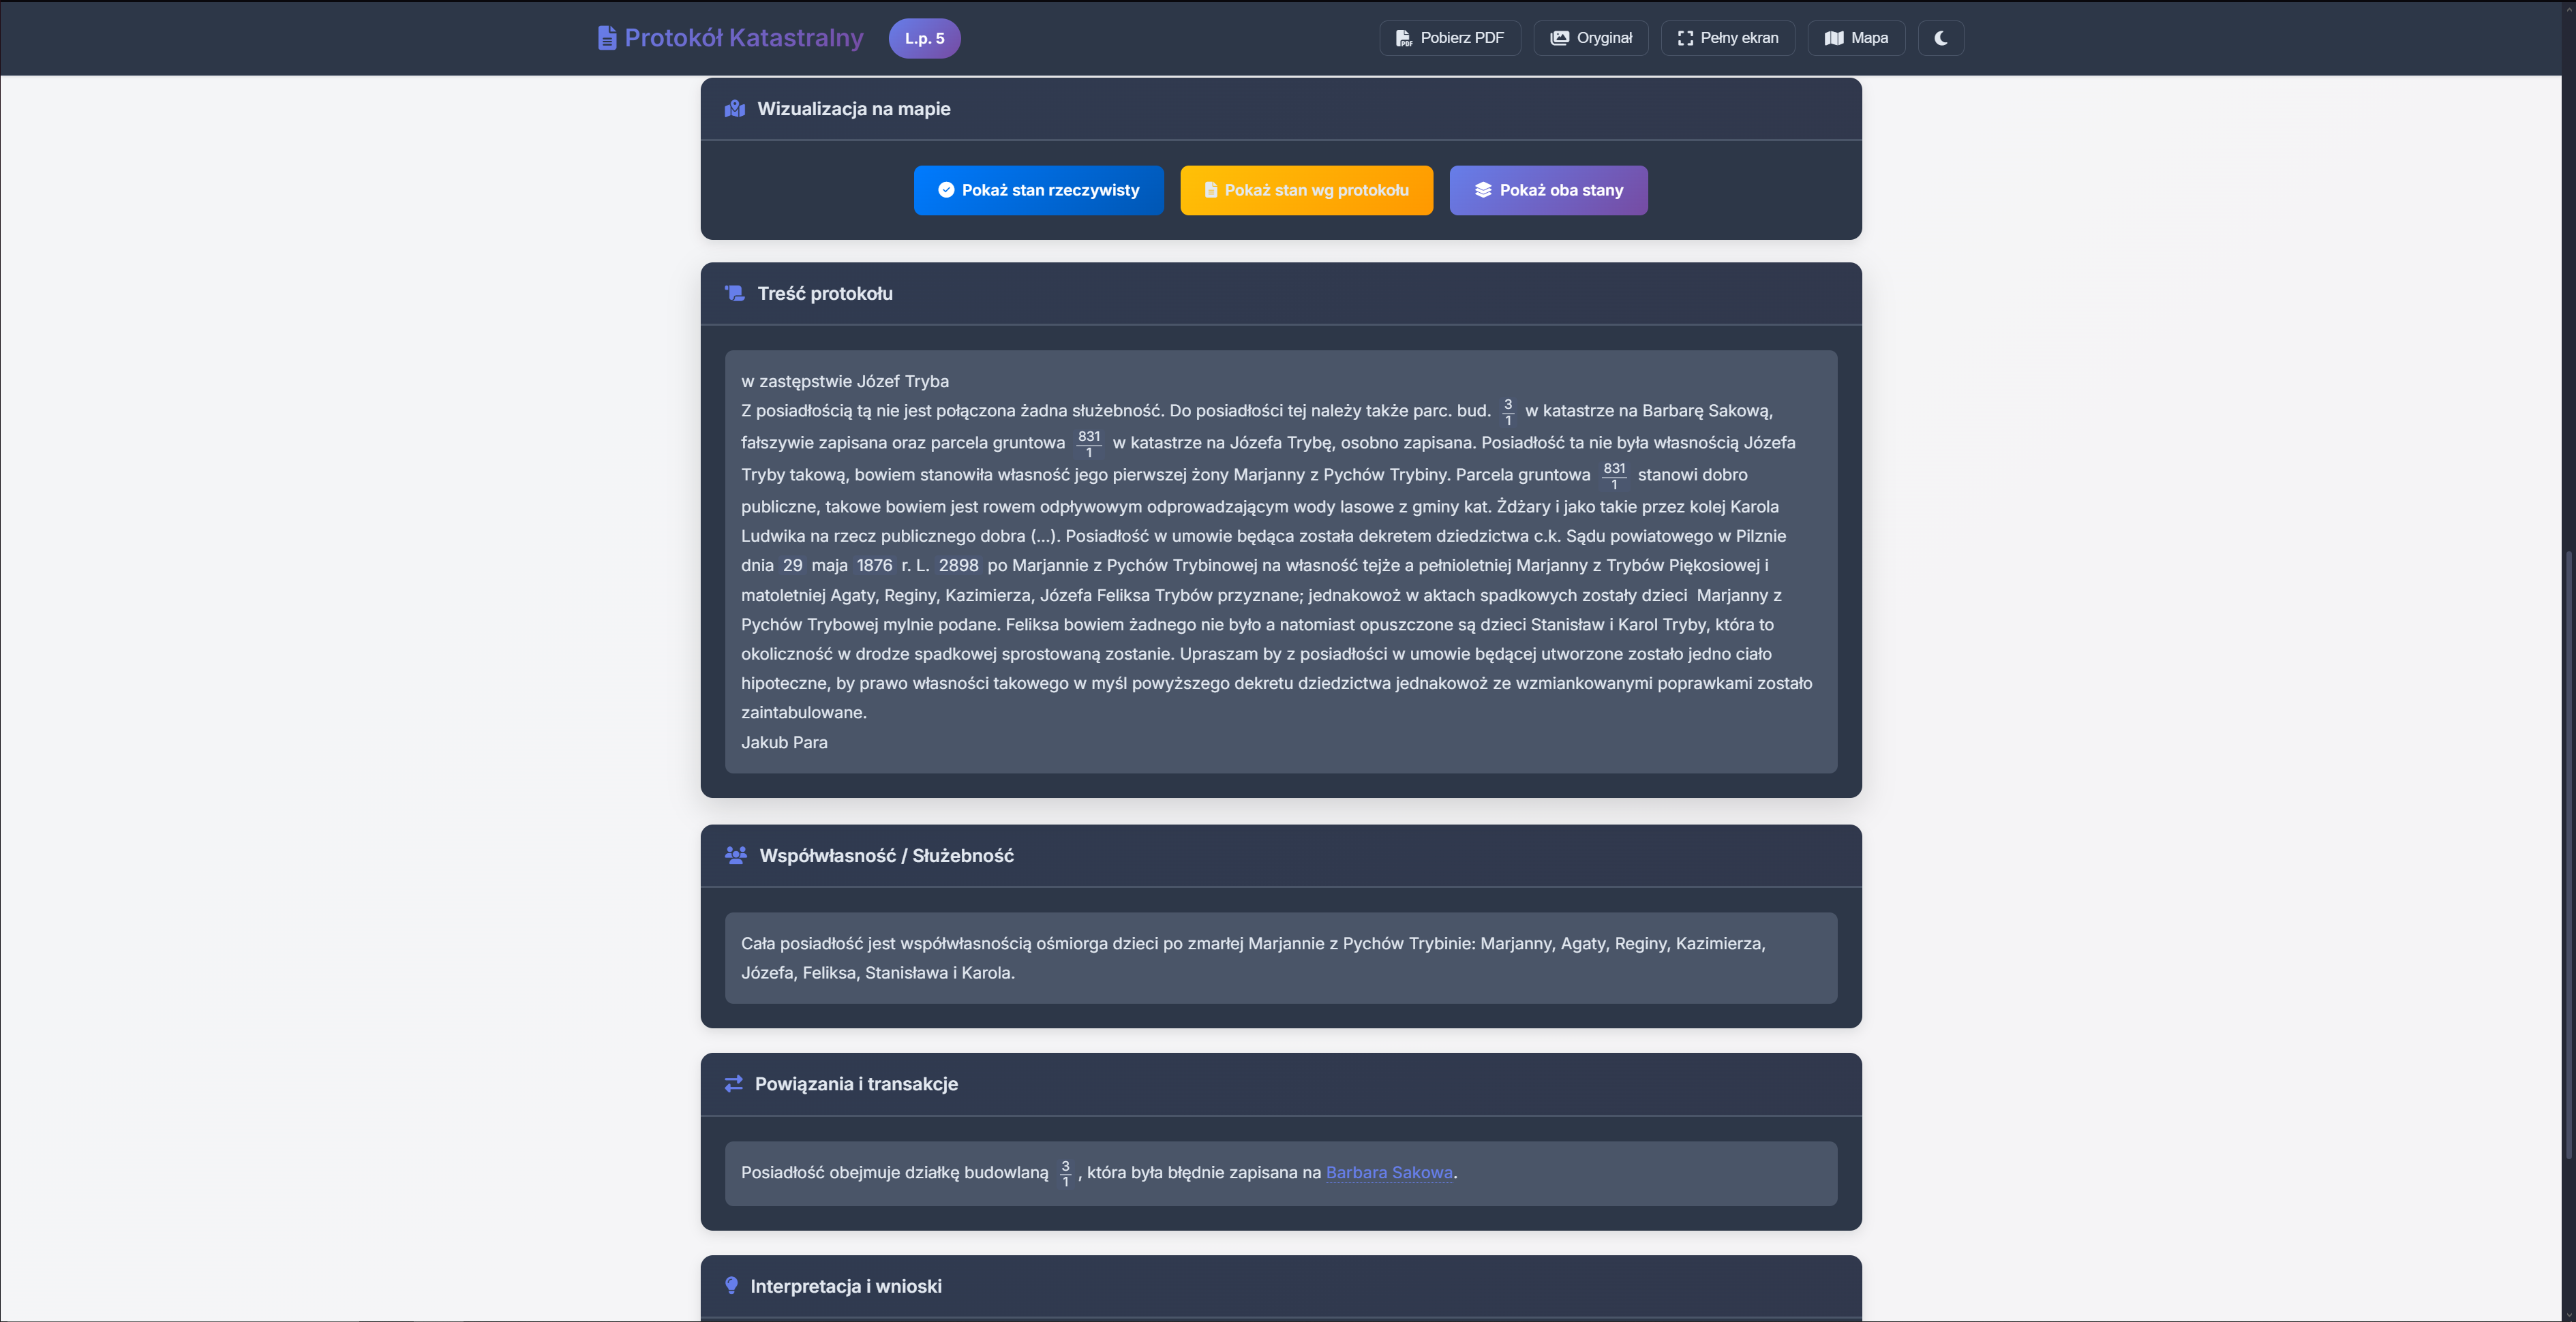 Protokół Katastralny L.p. 5 Pobierz PDF Oryginał Pełny ekran Mapa
Wizualizacja na mapie
Pokaż stan rzeczywisty Pokaż stan wg protokołu Pokaż oba stany
Treść protokołu
w zastępstwie Józef Tryba
Z posiadłością tą nie jest połączona żadna służebność. Do posiadłości tej należy także parc. bud. 3/1 w katastrze na Barbarę Sakową,
fałszywie zapisana oraz parcela gruntowa 831/1 w katastrze na Józefa Trybę, osobno zapisana. Posiadłość ta nie była własnością Józefa
Tryby takową, bowiem stanowiła własność jego pierwszej żony Marjanny z Pychów Trybiny. Parcela gruntowa 831/1 stanowi dobro
publiczne, takowe bowiem jest rowem odpływowym odprowadzającym wody lasowe z gminy kat. Żdżary i jako takie przez kolej Karola
Ludwika na rzecz publicznego dobra (...). Posiadłość w umowie będąca została dekretem dziedzictwa c.k. Sądu powiatowego w Pilznie
dnia 29 maja 1876 r. L. 2898 po Marjannie z Pychów Trybinowej na własność tejże a pełnioletniej Marjanny z Trybów Piękosiowej i
matoletniej Agaty, Reginy, Kazimierza, Józefa Feliksa Trybów przyznane; jednakowoż w aktach spadkowych zostały dzieci Marjanny z
Pychów Trybowej mylnie podane. Feliksa bowiem żadnego nie było a natomiast opuszczone są dzieci Stanisław i Karol Tryby, która to
okoliczność w drodze spadkowej sprostowaną zostanie. Upraszam by z posiadłości w umowie będącej utworzone zostało jedno ciało
hipoteczne, by prawo własności takowego w myśl powyższego dekretu dziedzictwa jednakowoż ze wzmiankowanymi poprawkami zostało
zaintabulowane.
Jakub Para
Współwłasność / Służebność
Cała posiadłość jest współwłasnością ośmiorga dzieci po zmarłej Marjannie z Pychów Trybinie: Marjanny, Agaty, Reginy, Kazimierza,
Józefa, Feliksa, Stanisława i Karola.
Powiązania i transakcje
Posiadłość obejmuje działkę budowlaną 3/1, która była błędnie zapisana na Barbara Sakowa.
Interpretacja i wnioski